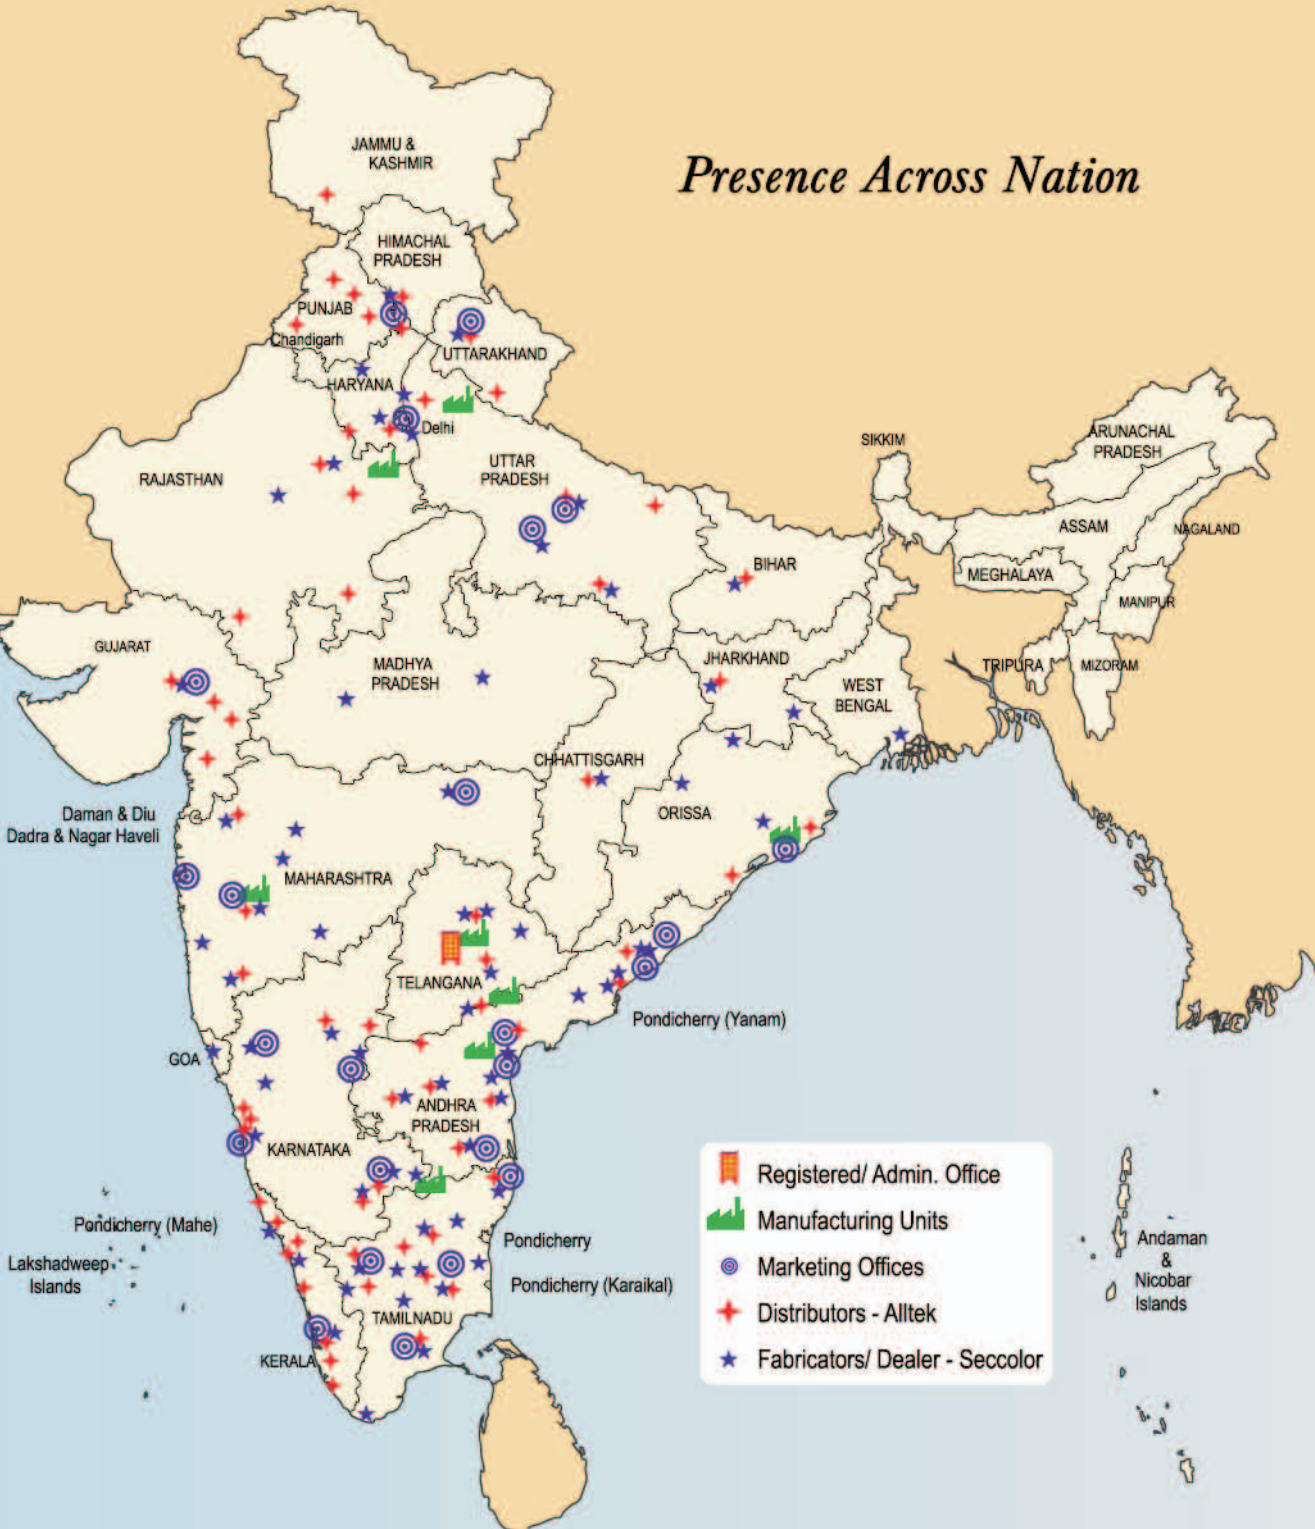 JAMMU &
KASHMIR
Presence Across Nation
HIMACHAL
PRADESH
PUNJAB
Chandigarh
UTTARAKHAND
HARYANA
Delhi
RAJASTHAN
UTTAR
PRADESH
SIKKIM
ARUNACHAL
PRADESH
ASSAM
NAGALAND
MEGHALAYA
MANIPUR
BIHAR
GUJARAT
MADHYA
PRADESH
JHARKHAND
TRIPURA
MIZORAM
WEST
BENGAL
CHHATTISGARH
ORISSA
Daman & Diu
Dadra & Nagar Haveli
MAHARASHTRA
TELANGANA
Pondicherry (Yanam)
GOA
ANDHRA
PRADESH
KARNATAKA
Registered/ Admin. Office
Manufacturing Units
Marketing Offices
Distributors - Alltek
Fabricators/ Dealer - Seccolor
Pondicherry (Mahe)
Lakshadweep
Islands
Pondicherry
Pondicherry (Karaikal)
Andaman
&
Nicobar
Islands
TAMILNADU
KERALA